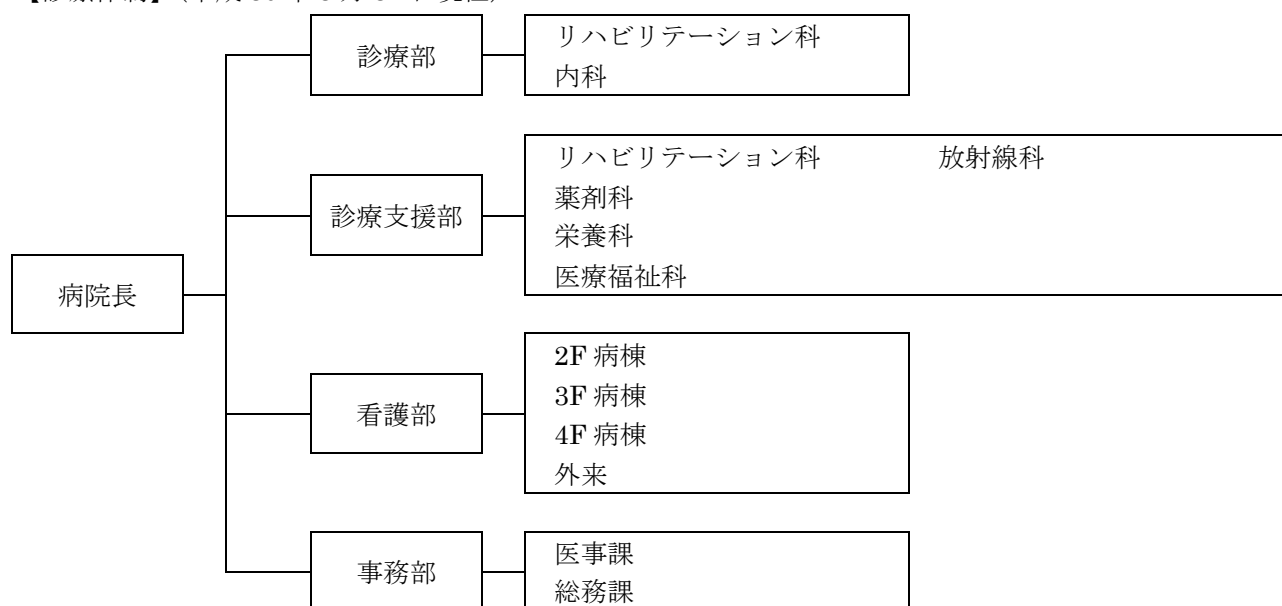 診療部
リハビリテーション科
内科
診療支援部
リハビリテーション科 放射線科
薬剤科
栄養科
医療福祉科
病院長
看護部
2F 病棟
3F 病棟
4F 病棟
外来
事務部
医事課
総務課